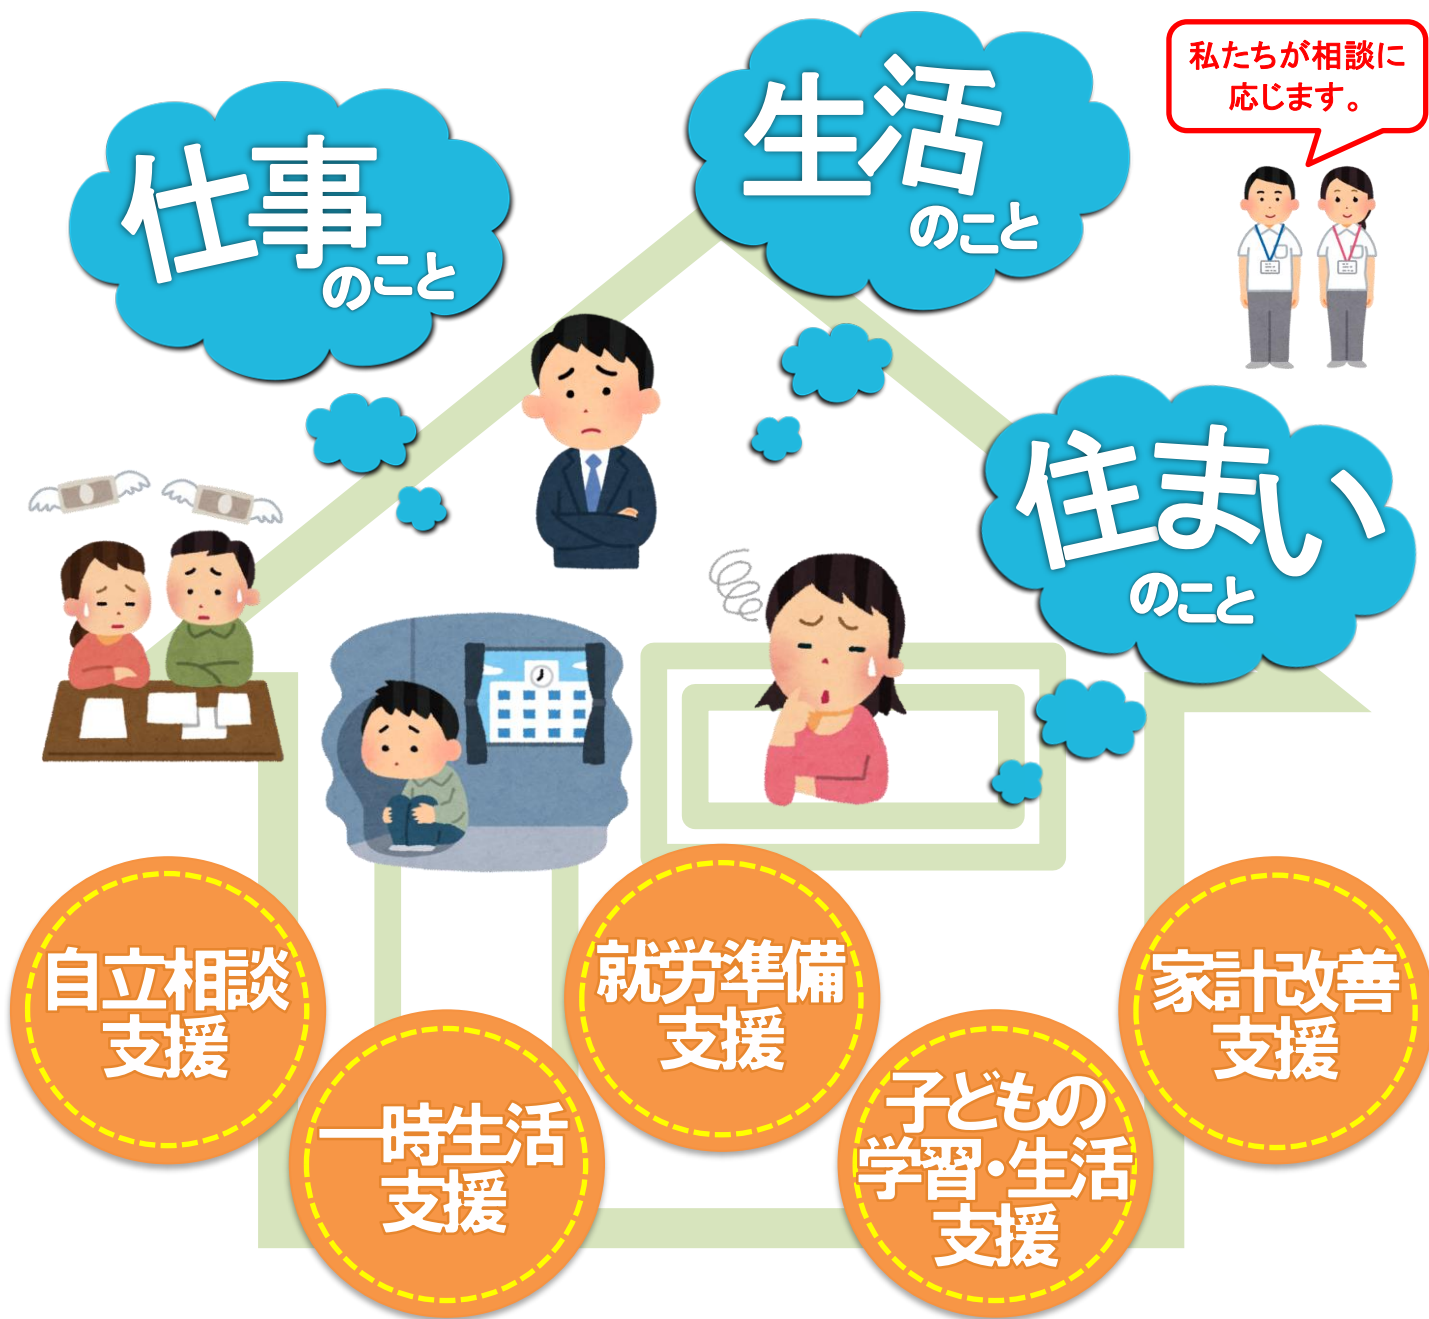 仕事
のこと
生活
のこと
私たちが相談に
応じます。
住まい
のこと
自立相談
支援
一時生活
支援
就労準備
支援
子どもの
学習・生活
支援
家計改善
支援